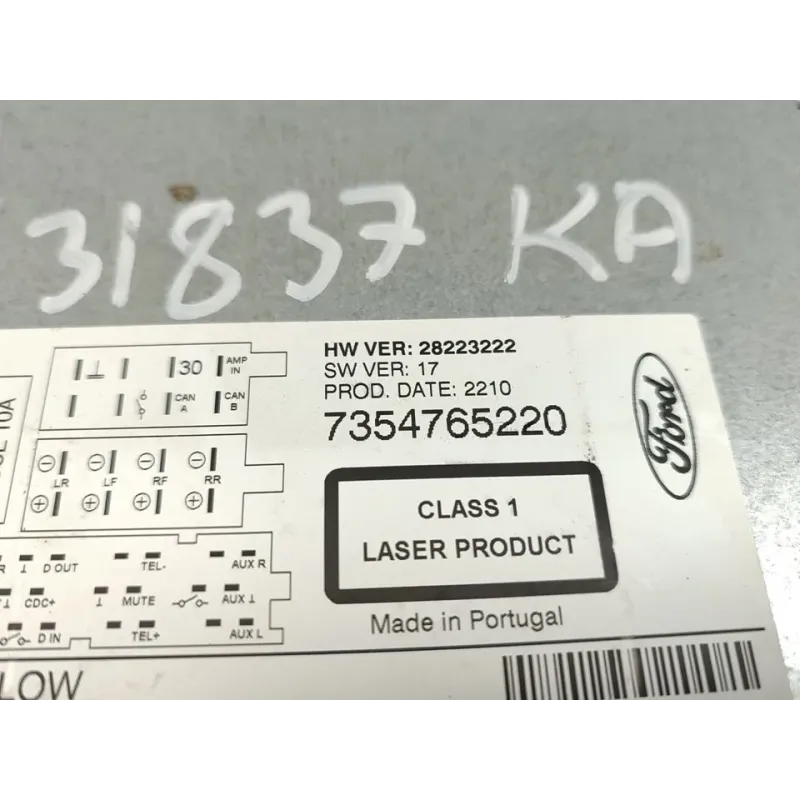 31837 KA
30 AMP IN
CAN A CAN B
10A
LR LF RF RR
HW VER: 28223222
SW VER: 17
PROD. DATE: 2210
7354765220
Ford
CLASS 1
LASER PRODUCT
Made in Portugal
R D OUT TEL- AUX R
CDC+ MUTE AUX
D IN TEL+ AUX L
LOW